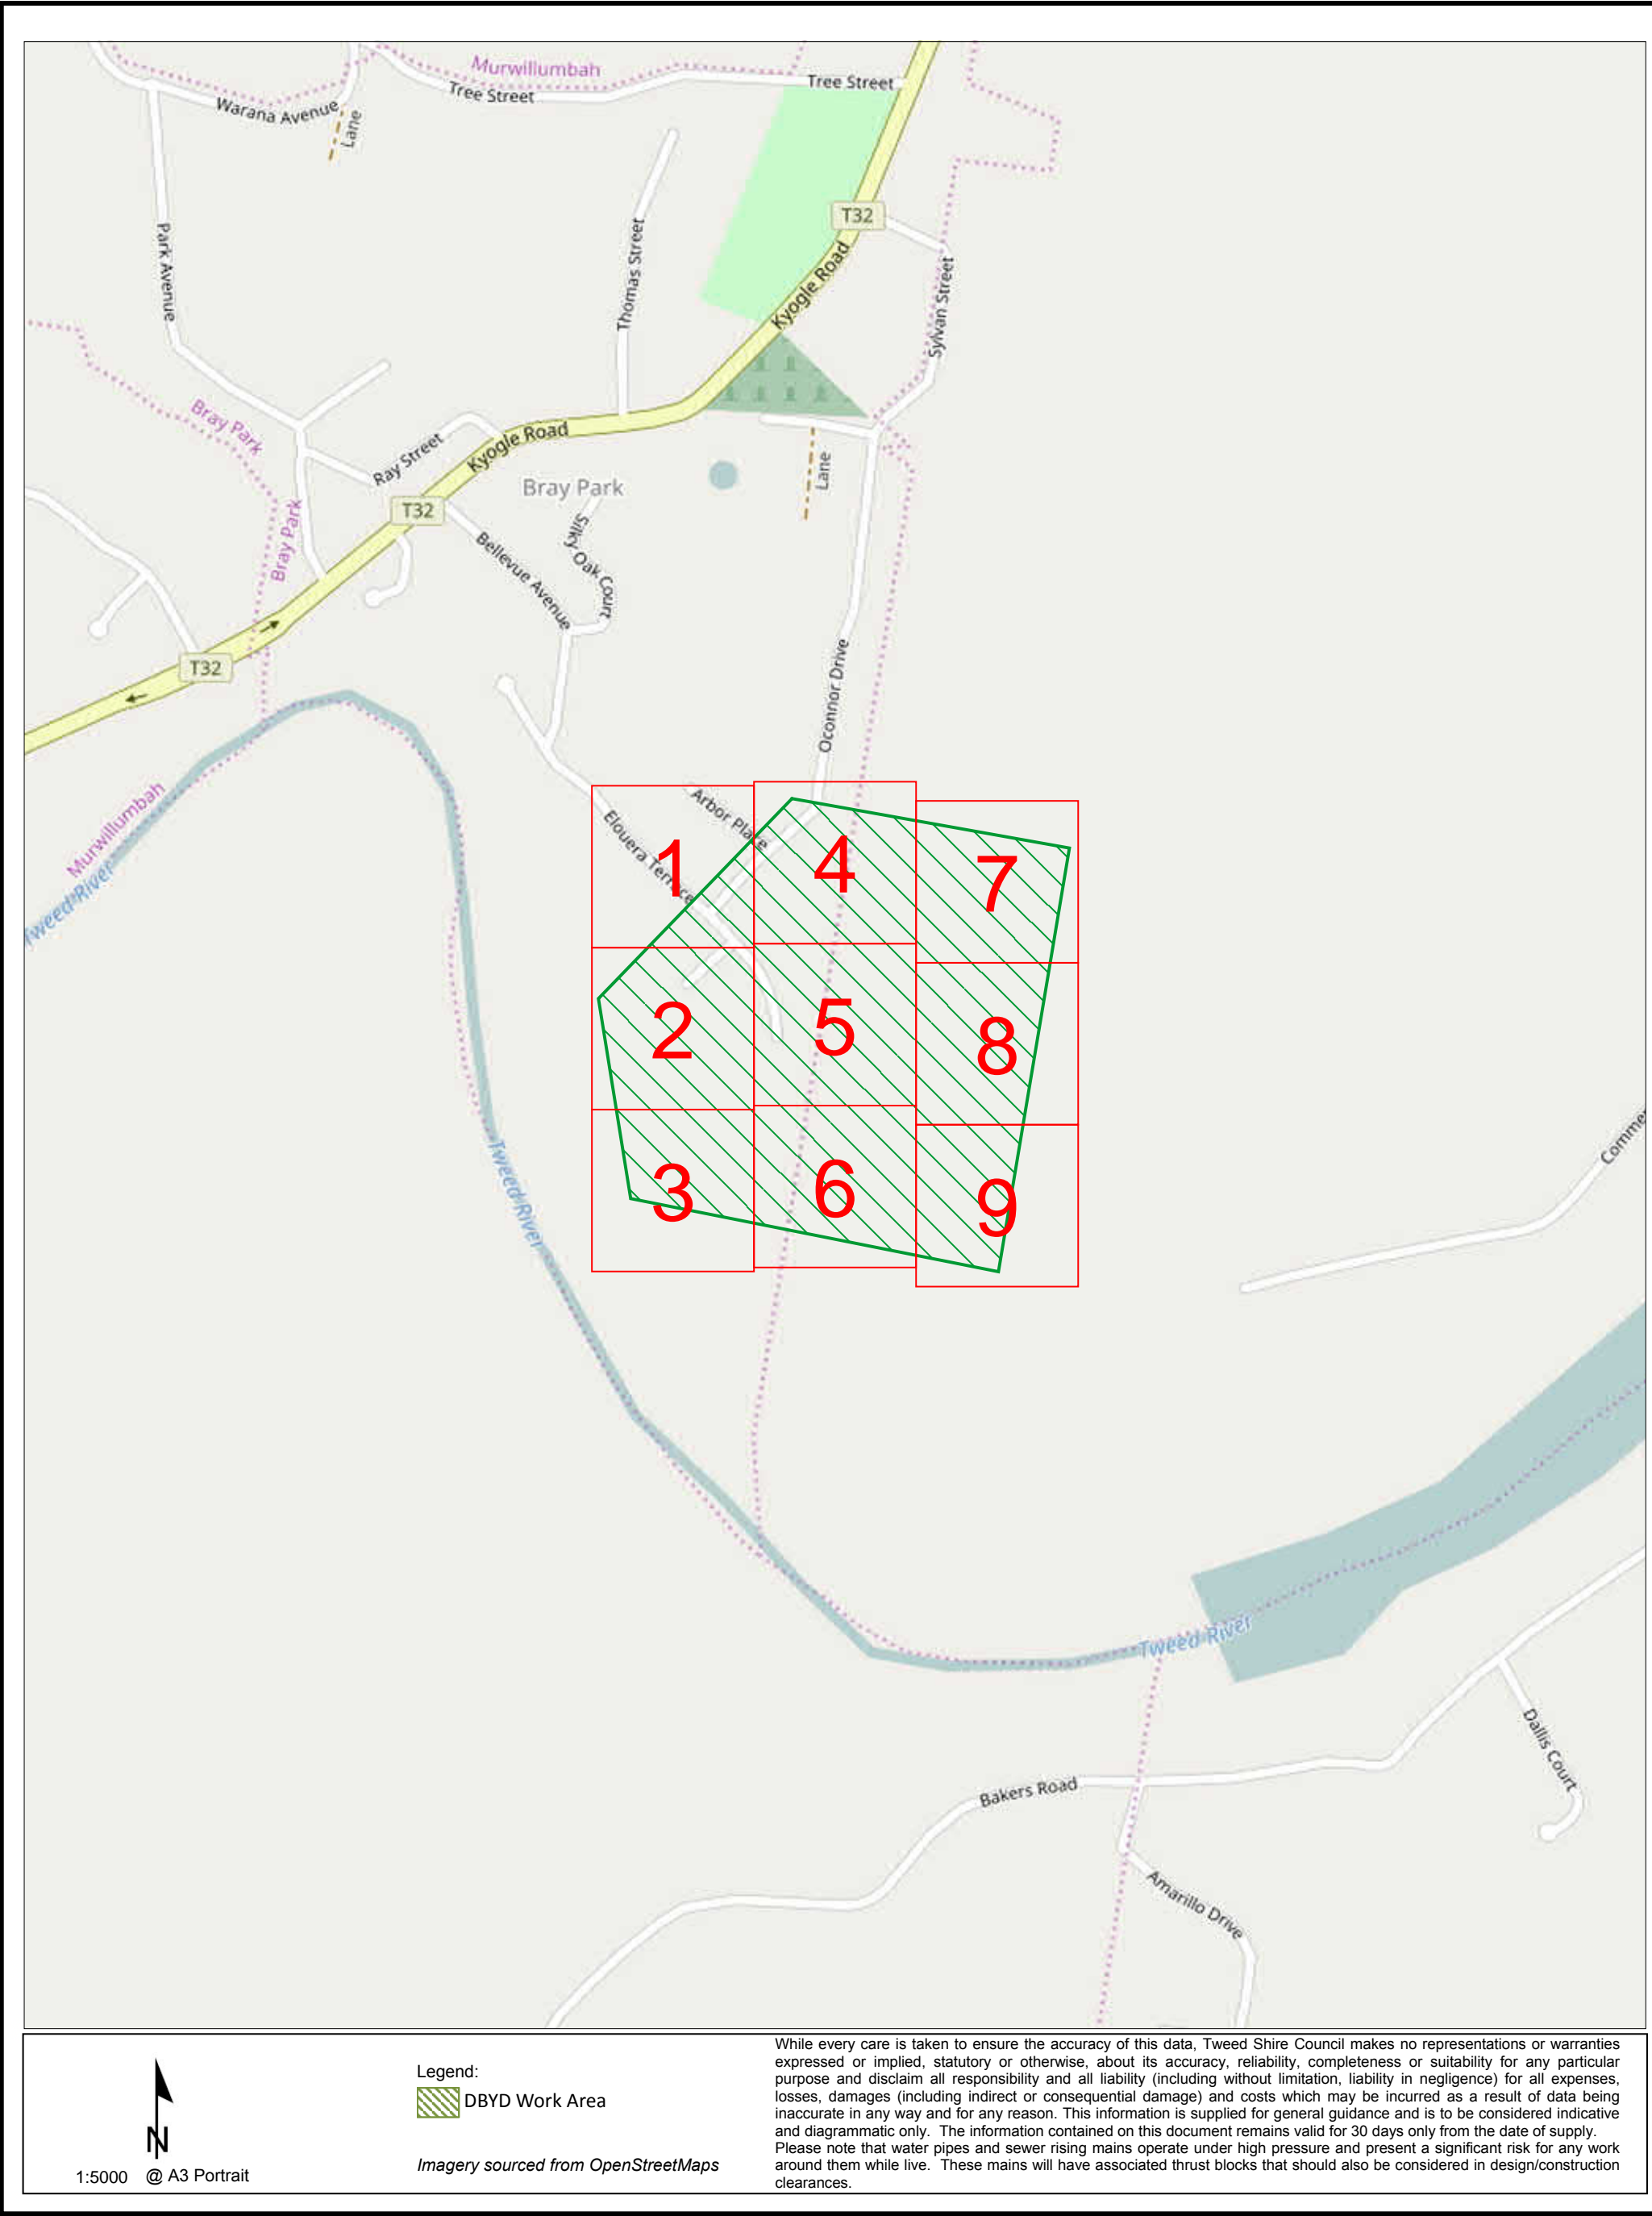 Murwillumbah
Tree Street
Tree Street
Warana Avenue
Lane
Park Avenue
Thomas Street
T32
Kyogle Road
Sylvan Street
Bray Park
Bray Park
Ray Street
Kyogle Road
Bray Park
Lane
T32
Silky Oak Court
Bellevue Avenue
T32
Oconnor Drive
Murwillumbah
Tweed River
Arbor Place
Elouera Terrace
1
4
7
2
5
8
3
6
9
Tweed River
Comme
Tweed River
Dallis Court
Bakers Road
Amarillo Drive
N
1:5000 @ A3 Portrait
Legend:
DBYD Work Area
Imagery sourced from OpenStreetMaps
While every care is taken to ensure the accuracy of this data, Tweed Shire Council makes no representations or warranties
expressed or implied, statutory or otherwise, about its accuracy, reliability, completeness or suitability for any particular
purpose and disclaim all responsibility and all liability (including without limitation, liability in negligence) for all expenses,
losses, damages (including indirect or consequential damage) and costs which may be incurred as a result of data being
inaccurate in any way and for any reason. This information is supplied for general guidance and is to be considered indicative
and diagrammatic only. The information contained on this document remains valid for 30 days only from the date of supply.
Please note that water pipes and sewer rising mains operate under high pressure and present a significant risk for any work
around them while live. These mains will have associated thrust blocks that should also be considered in design/construction
clearances.